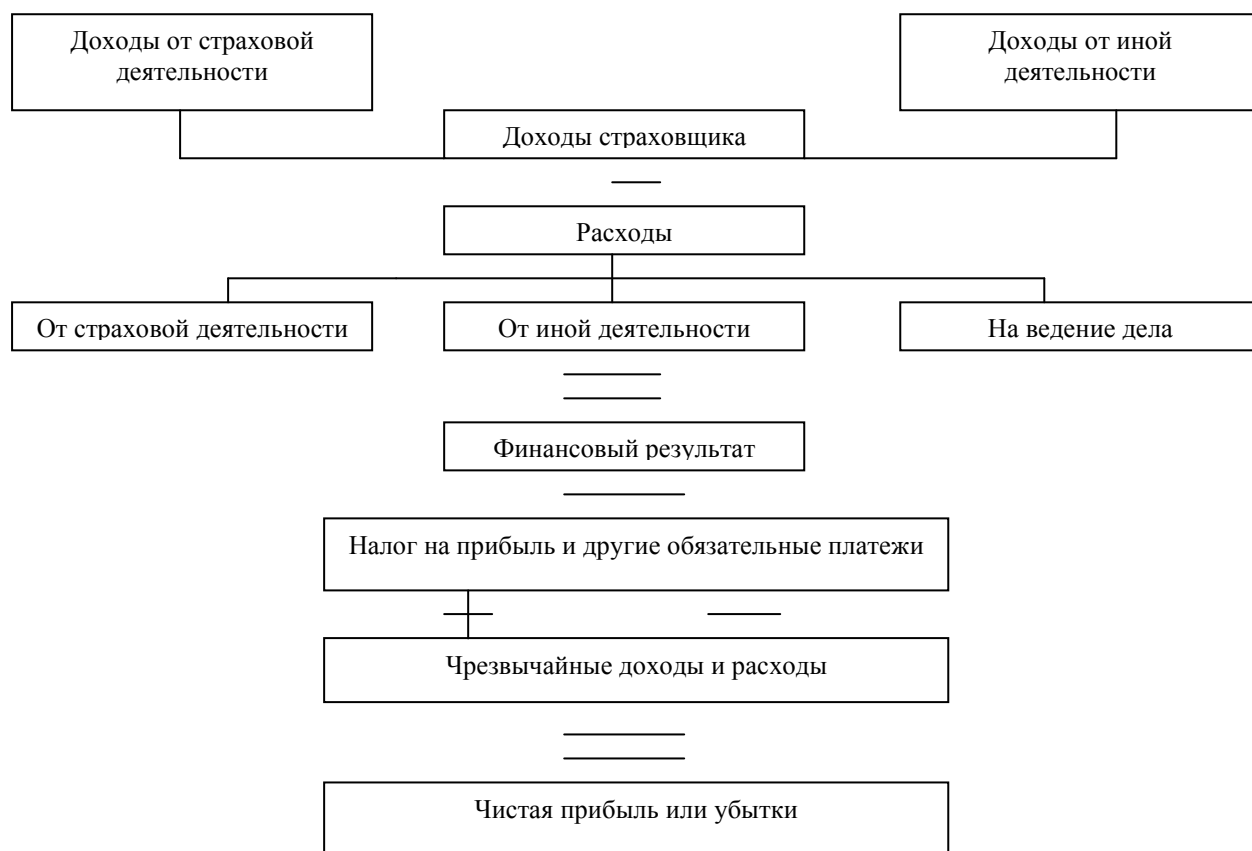 Доходы от страховой
деятельности
Доходы от иной
деятельности
Доходы страховщика
Расходы
От страховой деятельности
От иной деятельности
На ведение дела
Финансовый результат
Налог на прибыль и другие обязательные платежи
Чрезвычайные доходы и расходы
Чистая прибыль или убытки